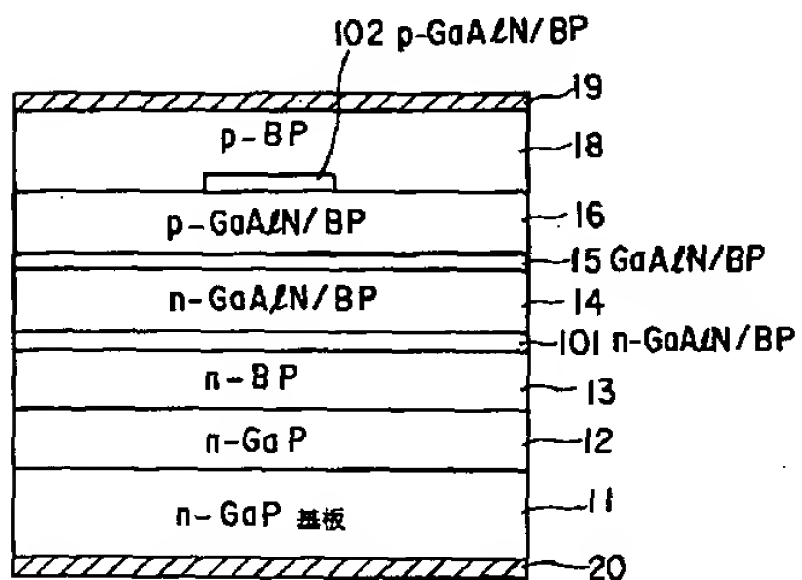 102 p-GaAlN/BP
19
p-BP
18
p-GaAlN/BP
16
15 GaAlN/BP
n-GaAlN/BP
14
101 n-GaAlN/BP
n-BP
13
n-GaP
12
n-GaP 基板
11
20